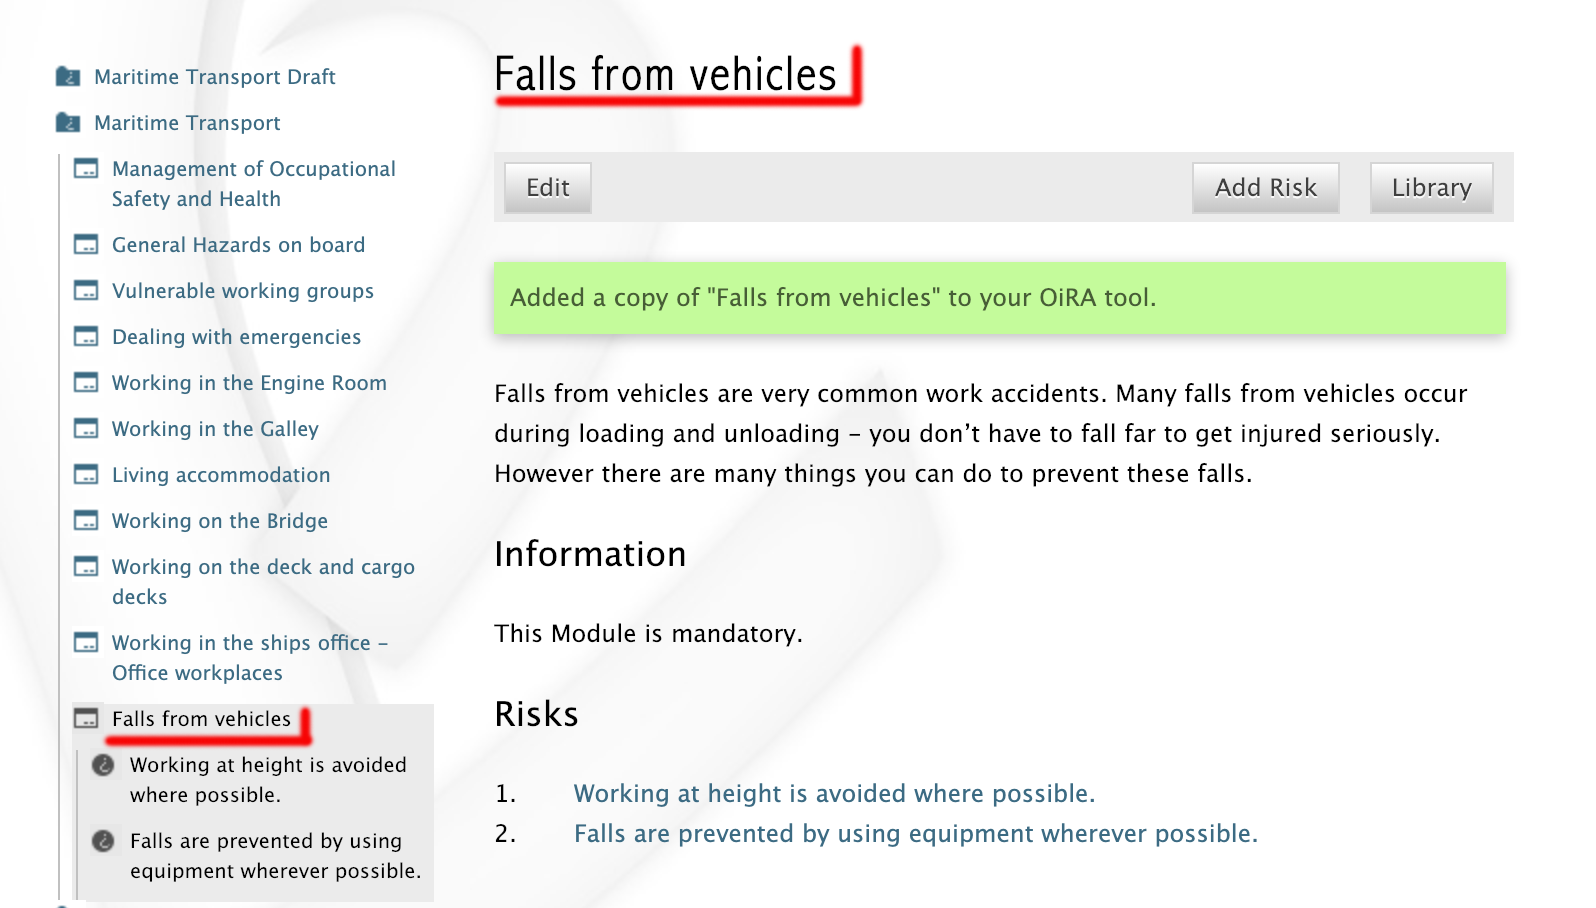 Maritime Transport Draft
Maritime Transport
Management of Occupational
Safety and Health
General Hazards on board
Vulnerable working groups
Dealing with emergencies
Working in the Engine Room
Working in the Galley
Living accommodation
Working on the Bridge
Working on the deck and cargo
decks
Working in the ships office –
Office workplaces
Falls from vehicles
Working at height is avoided
where possible.
Falls are prevented by using
equipment wherever possible.
Falls from vehicles
Edit
Add Risk
Library
Added a copy of "Falls from vehicles" to your OiRA tool.
Falls from vehicles are very common work accidents. Many falls from vehicles occur
during loading and unloading – you don’t have to fall far to get injured seriously.
However there are many things you can do to prevent these falls.
Information
This Module is mandatory.
Risks
1. Working at height is avoided where possible.
2. Falls are prevented by using equipment wherever possible.